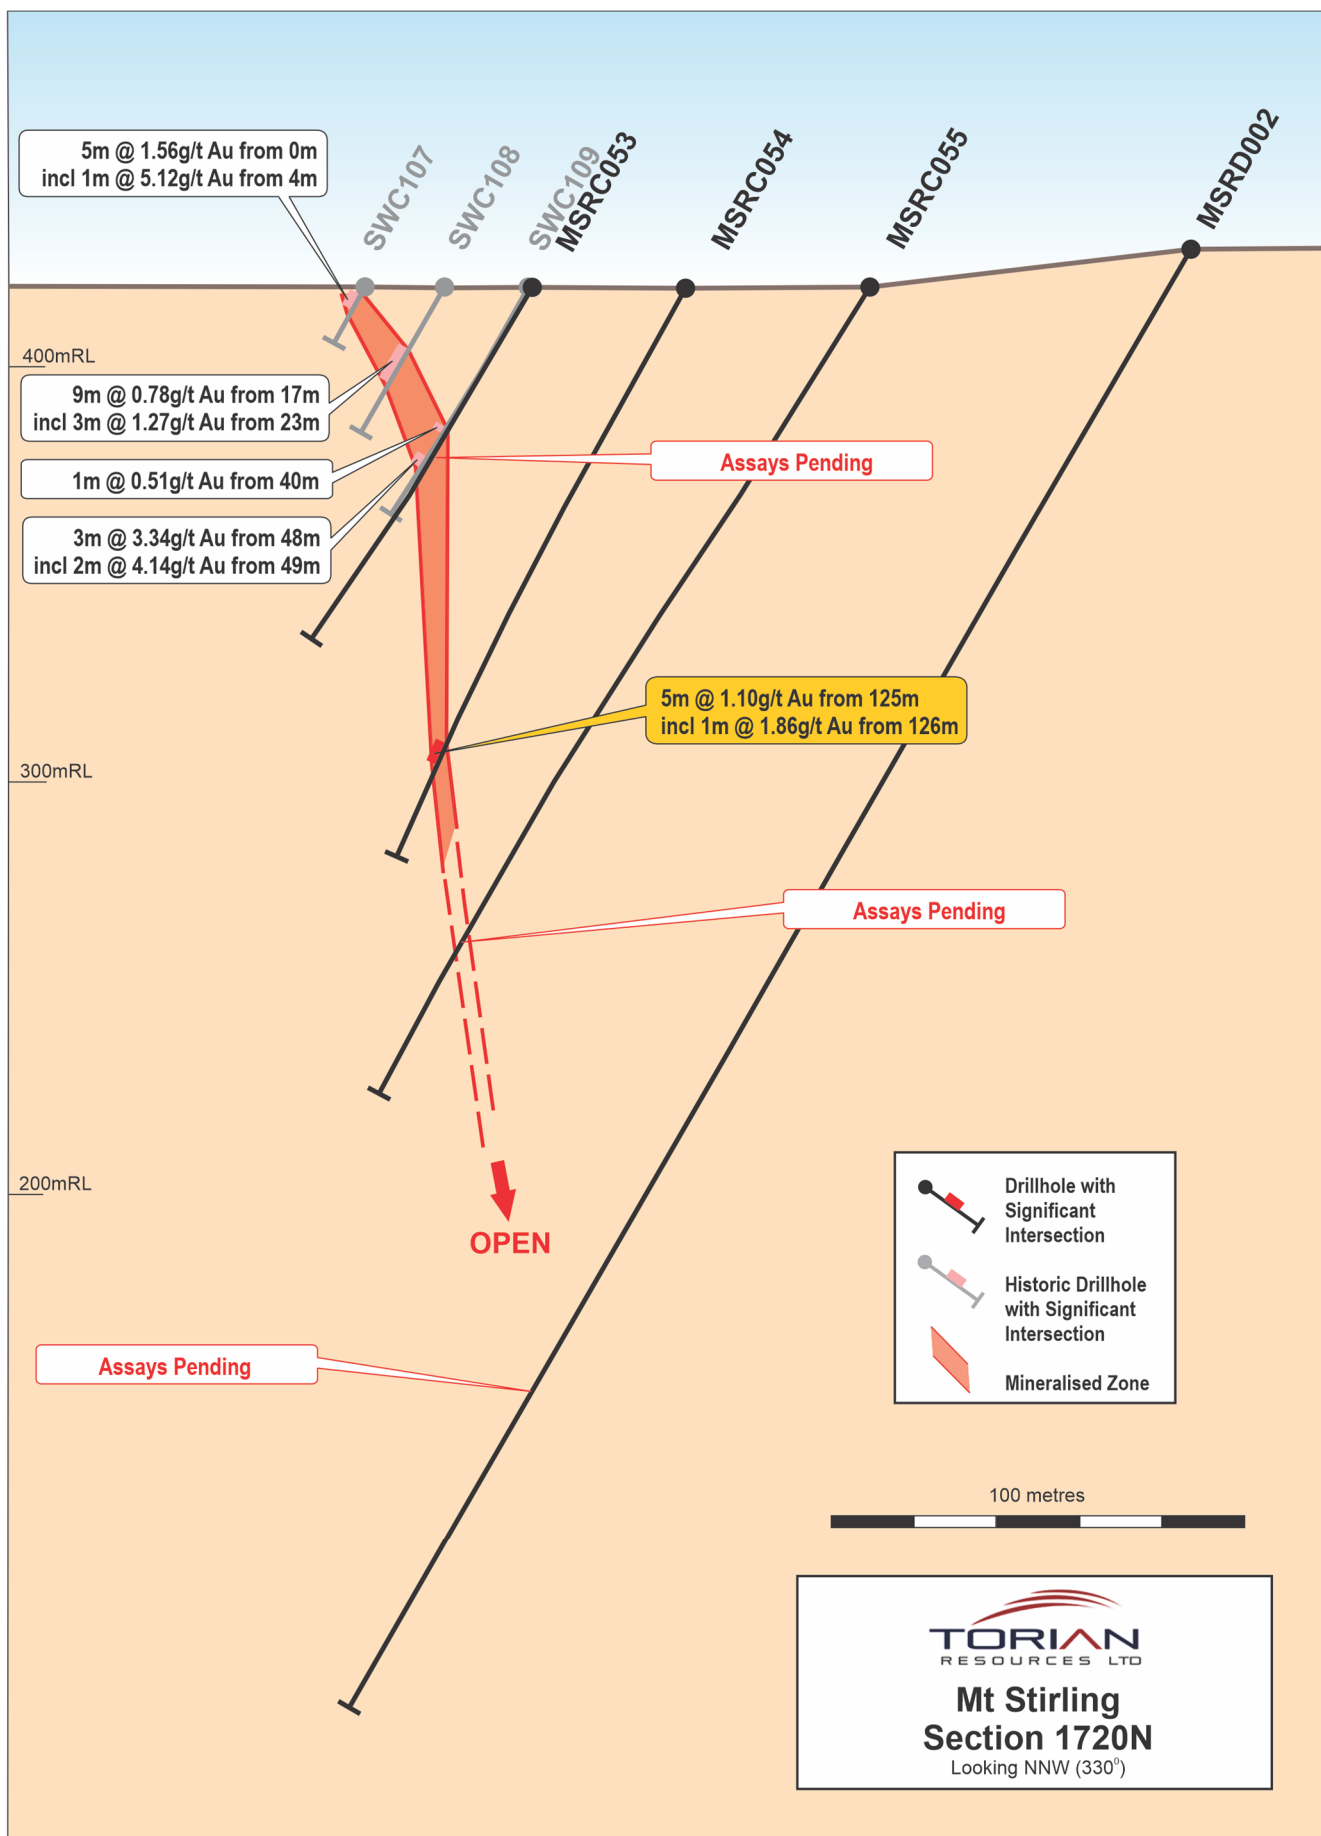 5m @ 1.56g/t Au from 0m
incl 1m @ 5.12g/t Au from 4m
SWC107
SWC108
SWC109
MSRC053
MSRC054
MSRC055
MSRD002
400mRL
9m @ 0.78g/t Au from 17m
incl 3m @ 1.27g/t Au from 23m
1m @ 0.51g/t Au from 40m
3m @ 3.34g/t Au from 48m
incl 2m @ 4.14g/t Au from 49m
Assays Pending
5m @ 1.10g/t Au from 125m
incl 1m @ 1.86g/t Au from 126m
300mRL
Assays Pending
200mRL
OPEN
Assays Pending
Drillhole with
Significant
Intersection
Historic Drillhole
with Significant
Intersection
Mineralised Zone
100 metres
TORIAN
RESOURCES LTD
Mt Stirling
Section 1720N
Looking NNW (330⁰)